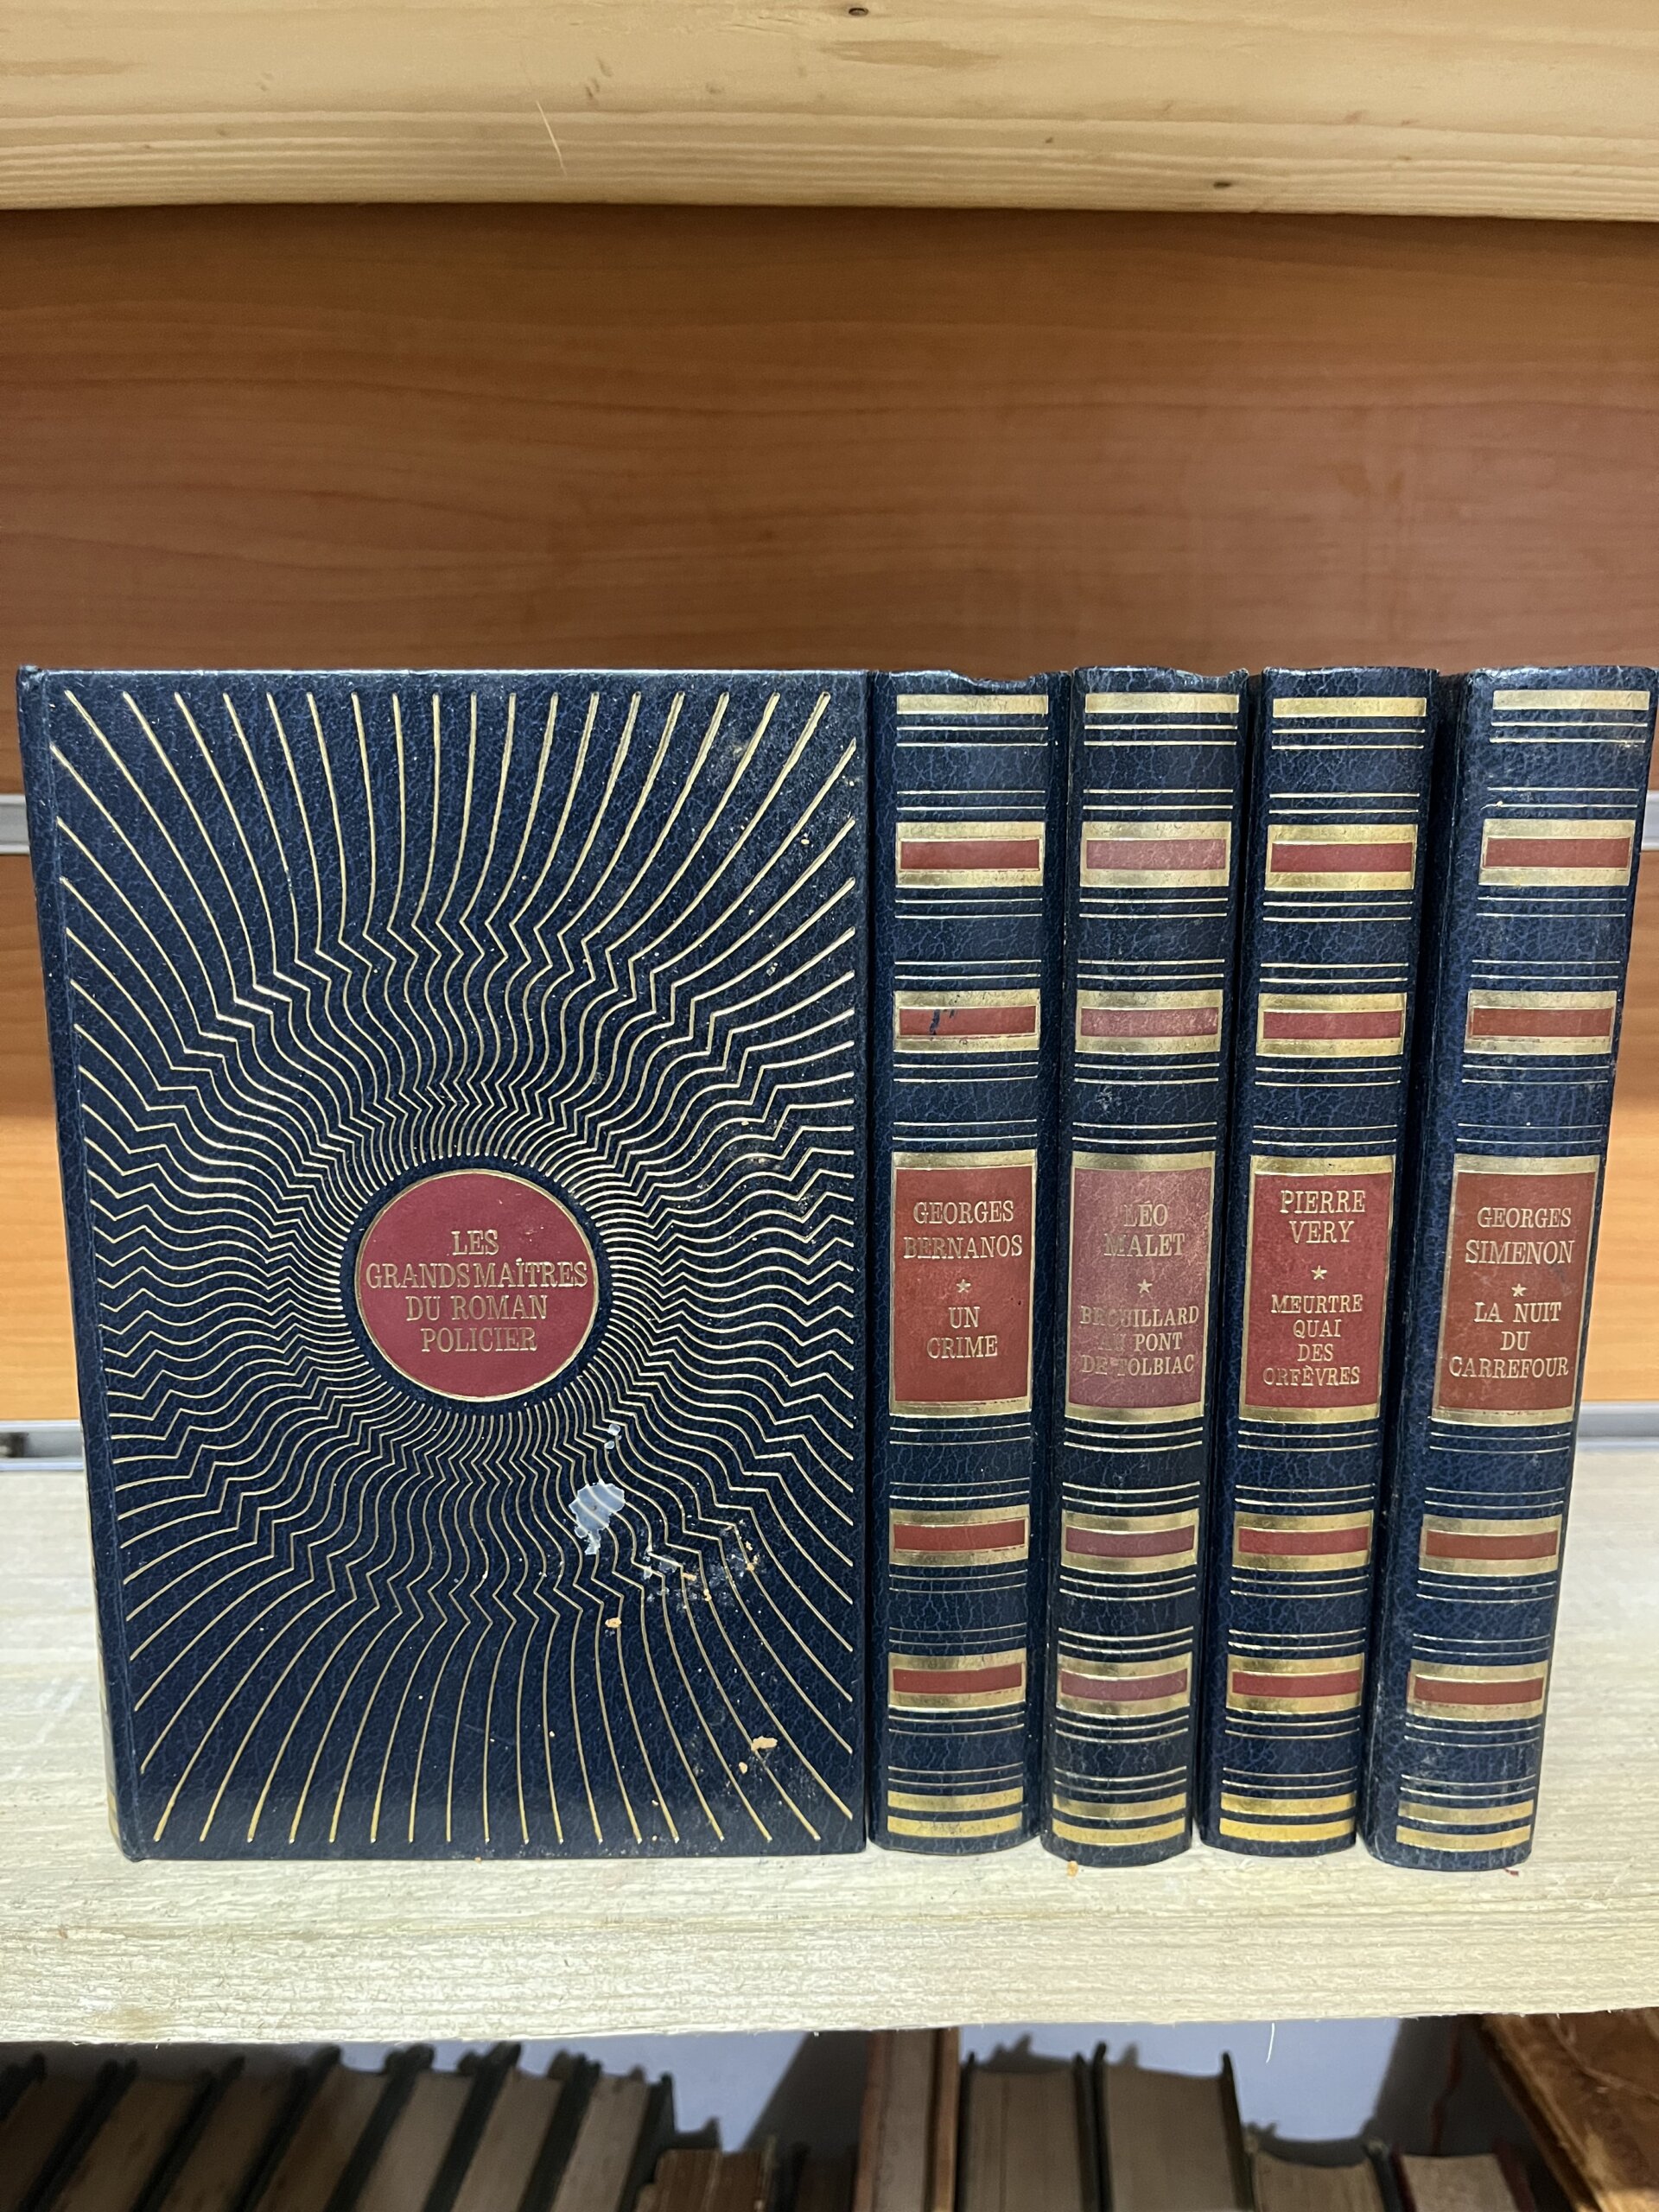 LES
GRANDS MAÎTRES
DU ROMAN
POLICIER
GEORGES
BERNANOS
★
UN
CRIME
LÉO
MALET
★
BROUILLARD
AU PONT
DE TOLBIAC
PIERRE
VERY
★
MEURTRE
QUAI
DES
ORFÈVRES
GEORGES
SIMENON
★
LA NUIT
DU
CARREFOUR